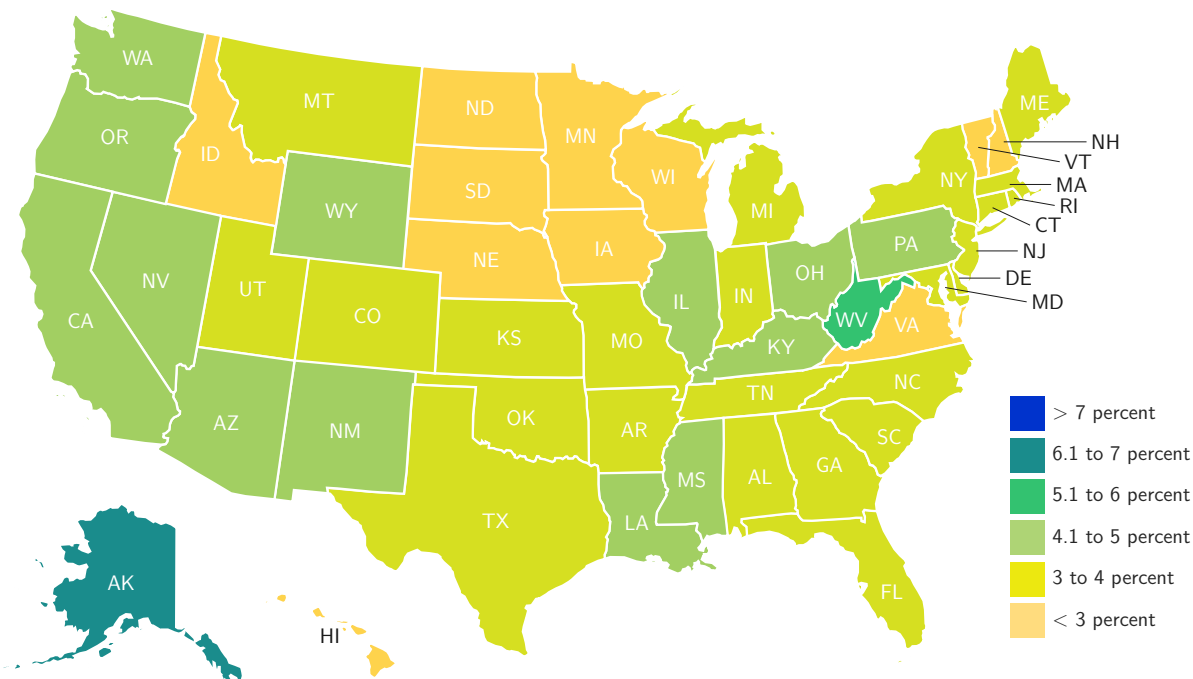 WA
MT
ND
MN
ME
OR
ID
SD
WI
NH
VT
NY
MA
RI
CT
WY
MI
NE
IA
PA
NJ
NV
UT
OH
DE
IN
IL
MD
CA
CO
WV
VA
KS
MO
KY
NC
TN
OK
AZ
NM
AR
SC
GA
AL
MS
LA
TX
AK
FL
HI
> 7 percent
6.1 to 7 percent
5.1 to 6 percent
4.1 to 5 percent
3 to 4 percent
< 3 percent